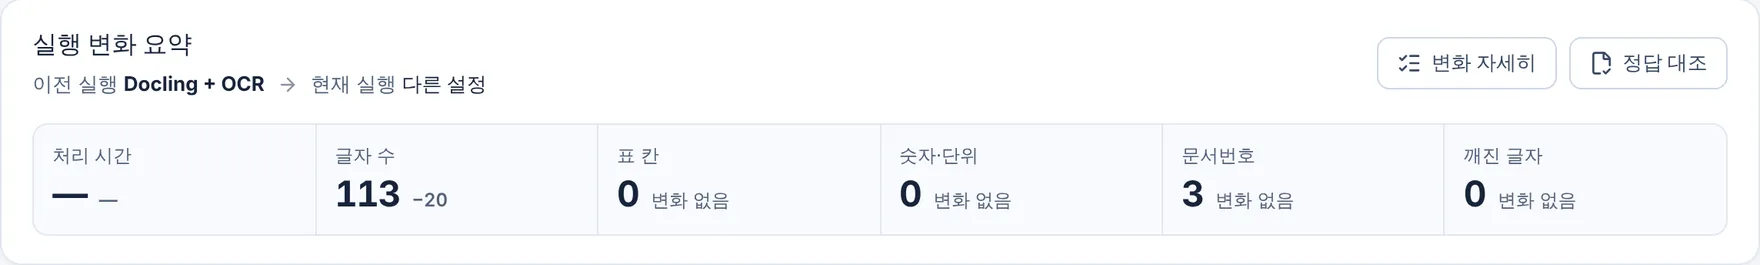 실행 변화 요약
이전 실행 Docling + OCR → 현재 실행 다른 설정
변화 자세히
정답 대조
처리 시간
— —
글자 수
113 −20
표 칸
0 변화 없음
숫자·단위
0 변화 없음
문서번호
3 변화 없음
깨진 글자
0 변화 없음